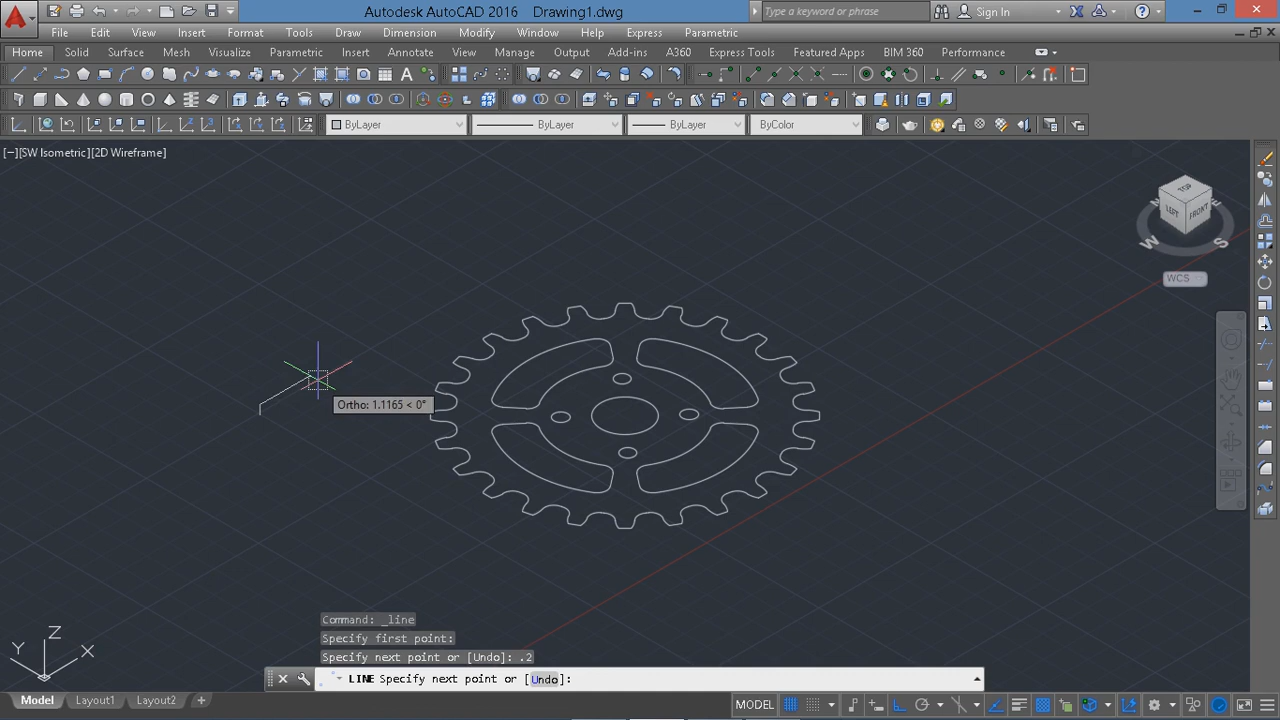 Autodesk AutoCAD 2016 Drawing1.dwg
Type a keyword or phrase
Sign In
File Edit View Insert Format Tools Draw Dimension Modify Window Help Express Parametric
Home Solid Surface Mesh Visualize Parametric Insert Annotate View Manage Output Add-ins A360 Express Tools Featured Apps BIM 360 Performance
ByLayer ByLayer ByLayer ByColor
[−][SW Isometric][2D Wireframe]
TOP
LEFT FRONT
W S
WCS
Ortho: 1.1165 < 0°
Command: _line
Specify first point:
Specify next point or [Undo]: .2
LINE Specify next point or [Undo]:
Z
Y X
Model Layout1 Layout2 +
MODEL